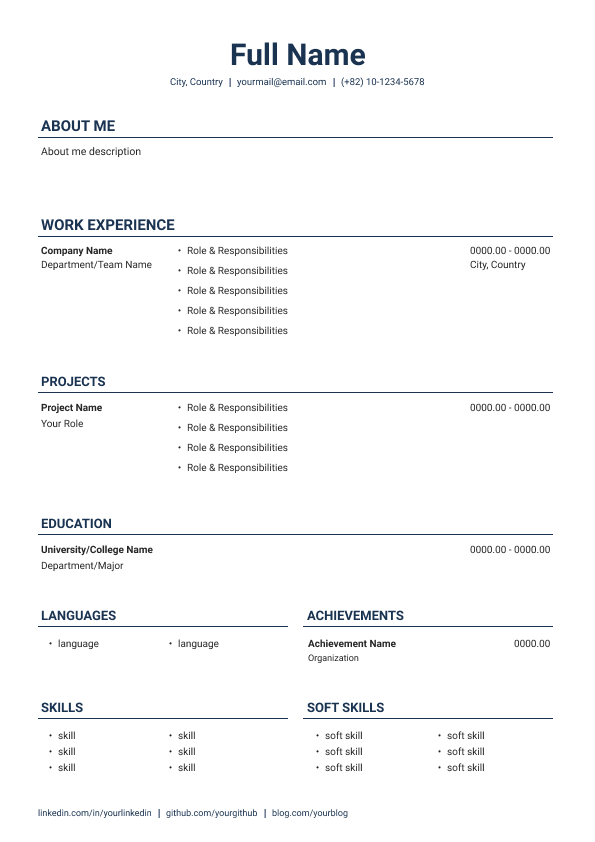 Full Name
City, Country | yourmail@email.com | (+82) 10-1234-5678
ABOUT ME
About me description
WORK EXPERIENCE
Company Name • Role & Responsibilities 0000.00 - 0000.00
Department/Team Name • Role & Responsibilities City, Country
• Role & Responsibilities
• Role & Responsibilities
• Role & Responsibilities
PROJECTS
Project Name • Role & Responsibilities 0000.00 - 0000.00
Your Role • Role & Responsibilities
• Role & Responsibilities
• Role & Responsibilities
EDUCATION
University/College Name 0000.00 - 0000.00
Department/Major
LANGUAGES
• language • language
ACHIEVEMENTS
Achievement Name 0000.00
Organization
SKILLS
• skill • skill
• skill • skill
• skill • skill
SOFT SKILLS
• soft skill • soft skill
• soft skill • soft skill
• soft skill • soft skill
linkedin.com/in/yourlinkedin | github.com/yourgithub | blog.com/yourblog